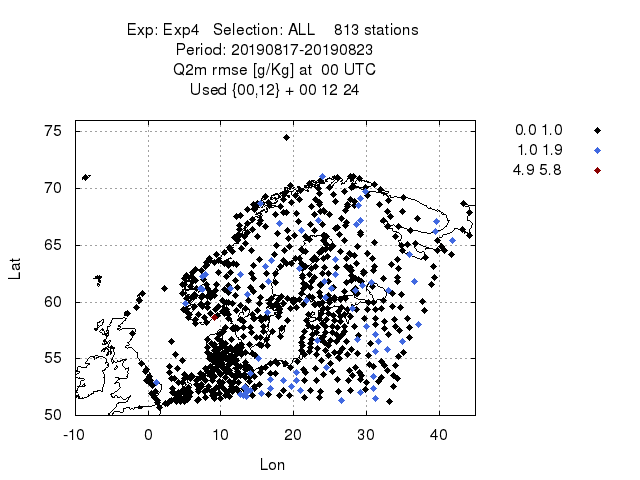 Exp: Exp4   Selection: ALL    813 stations
Period: 20190817-20190823
Q2m rmse [g/Kg] at  00 UTC
Used {00,12} + 00 12 24
0.0 1.0
1.0 1.9
4.9 5.8
75
70
65
60
55
50
Lat
-10 0 10 20 30 40
Lon